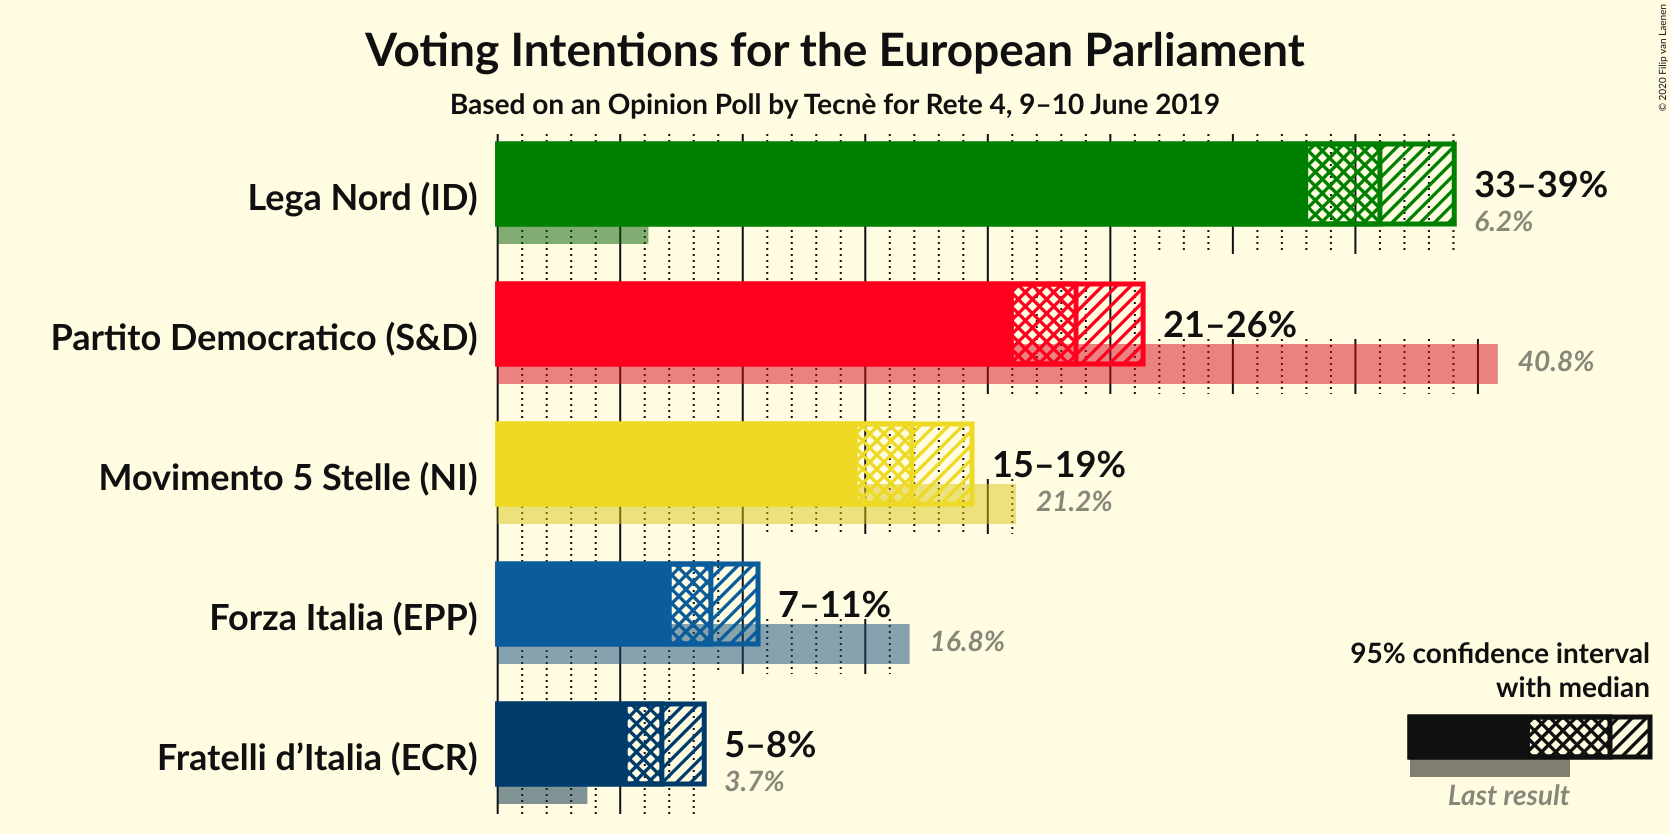 Voting Intentions for the European Parliament
Based on an Opinion Poll by Tecnè for Rete 4, 9–10 June 2019
© 2020 Filip van Laenen
Lega Nord (ID)
33–39%
6.2%
Partito Democratico (S&D)
21–26%
40.8%
Movimento 5 Stelle (NI)
15–19%
21.2%
Forza Italia (EPP)
7–11%
16.8%
Fratelli d’Italia (ECR)
5–8%
3.7%
95% confidence interval
with median
Last result